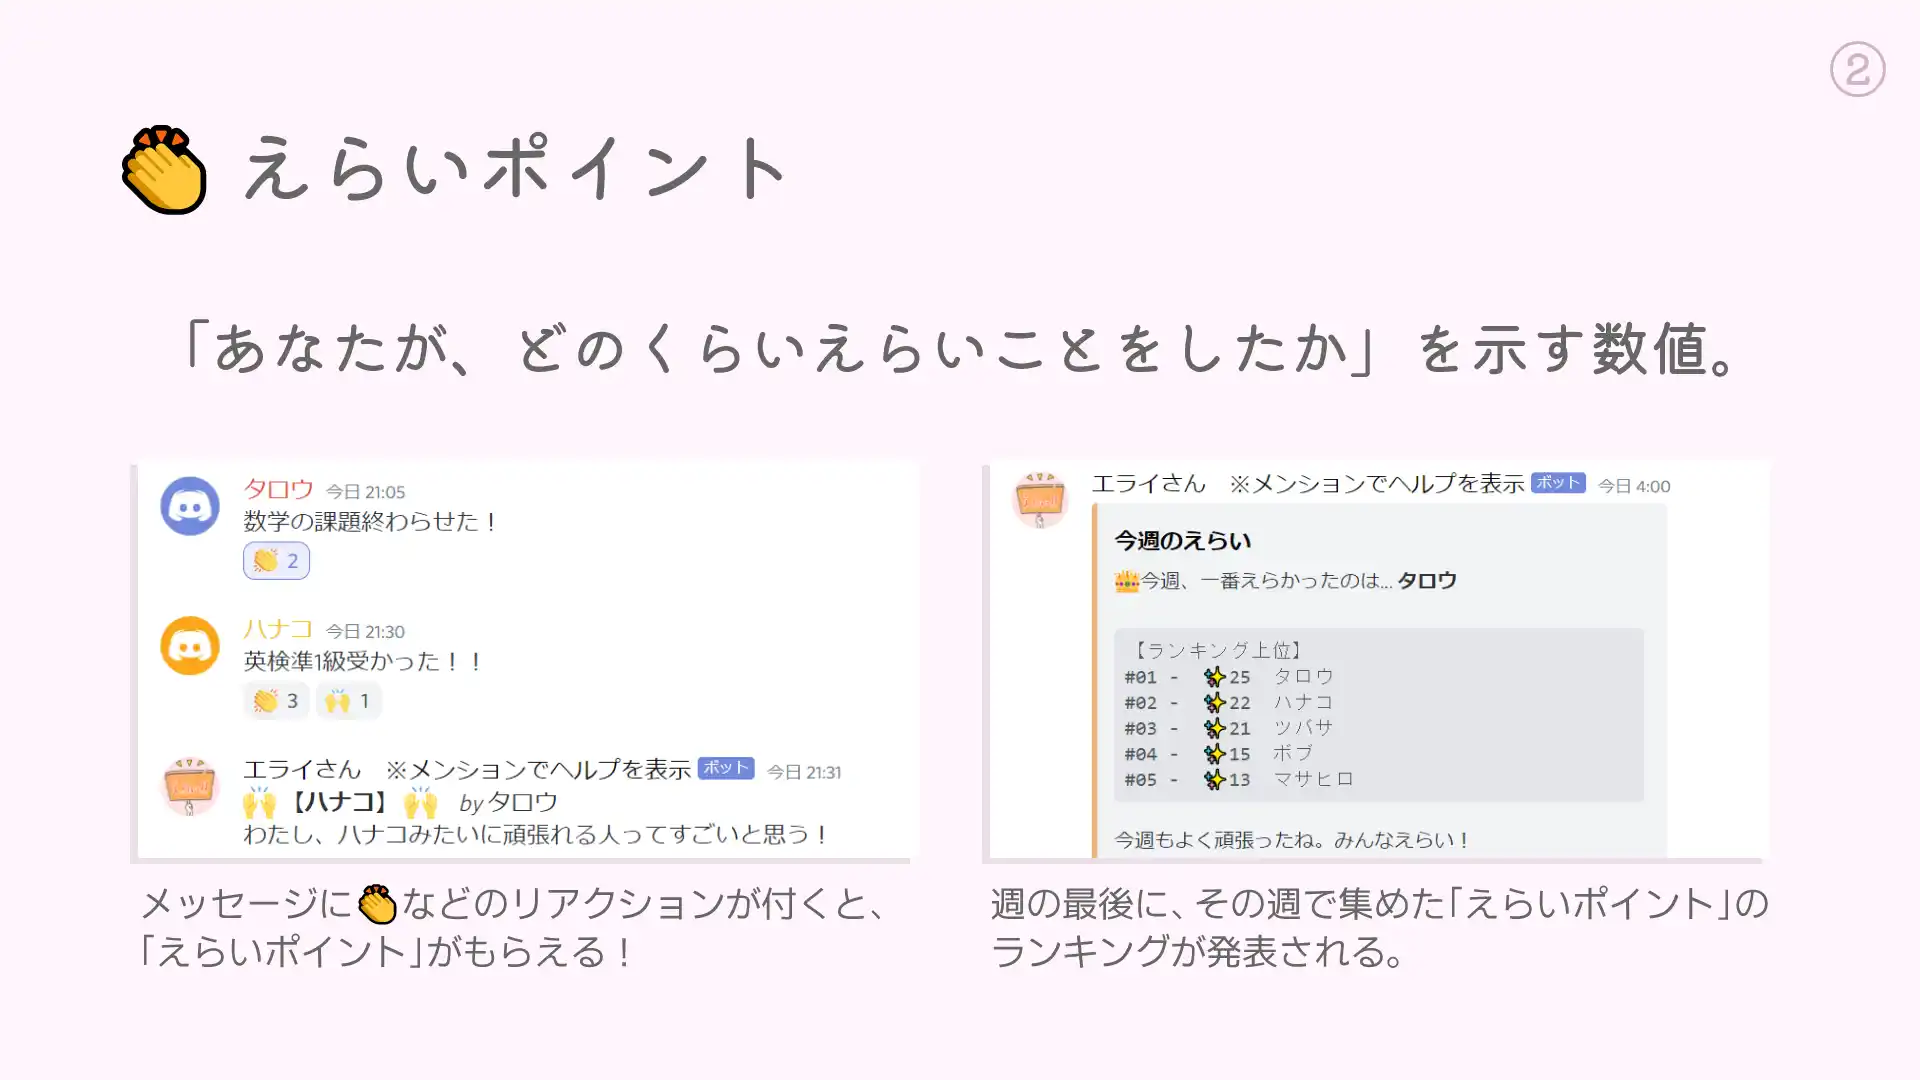 ②
👏 えらいポイント
「あなたが、どのくらいえらいことをしたか」を示す数値。
タロウ 今日 21:05
数学の課題終わらせた！
👏 2
ハナコ 今日 21:30
英検準1級受かった！！
👏 3 🙌 1
エライさん ※メンションでヘルプを表示 ボット 今日 21:31
🙌【ハナコ】🙌 by タロウ
わたし、ハナコみたいに頑張れる人ってすごいと思う！
メッセージに👏などのリアクションが付くと、
「えらいポイント」がもらえる！
エライさん ※メンションでヘルプを表示 ボット 今日 4:00
今週のえらい
👑今週、一番えらかったのは... タロウ
【ランキング上位】
#01 - ✨25 タロウ
#02 - ✨22 ハナコ
#03 - ✨21 ツバサ
#04 - ✨15 ボブ
#05 - ✨13 マサヒロ
今週もよく頑張ったね。みんなえらい！
週の最後に、その週で集めた「えらいポイント」の
ランキングが発表される。